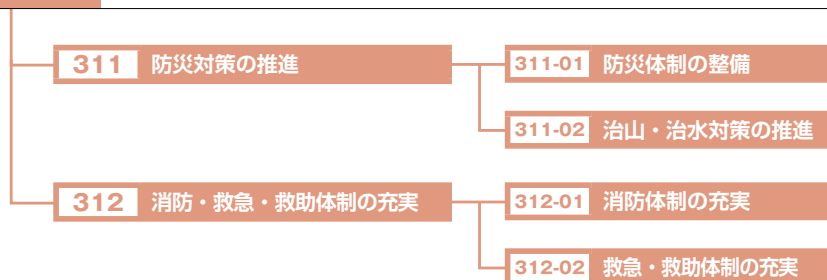 311 防災対策の推進
311-01 防災体制の整備
311-02 治山・治水対策の推進
312 消防・救急・救助体制の充実
312-01 消防体制の充実
312-02 救急・救助体制の充実